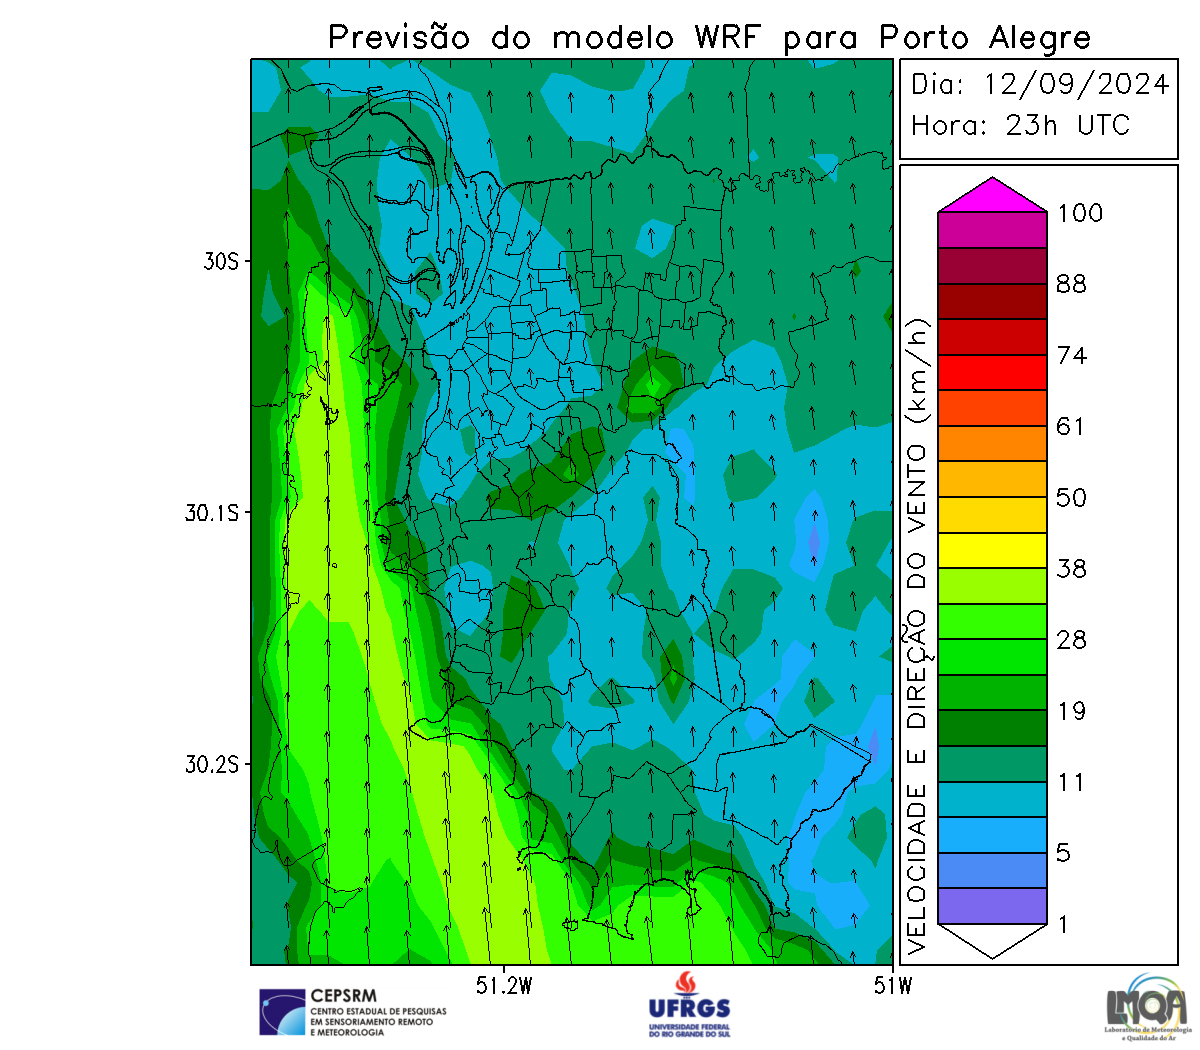 Previsão do modelo WRF para Porto Alegre
Dia: 12/09/2024
Hora: 23h UTC
30S
30.1S
30.2S
51.2W
51W
VELOCIDADE E DIREÇÃO DO VENTO (km/h)
100
88
74
61
50
38
28
19
11
5
1
CEPSRM
CENTRO ESTADUAL DE PESQUISAS
EM SENSORIAMENTO REMOTO
E METEOROLOGIA
UFRGS
UNIVERSIDADE FEDERAL
DO RIO GRANDE DO SUL
LMQA
Laboratório de Meteorologia
e Qualidade do Ar